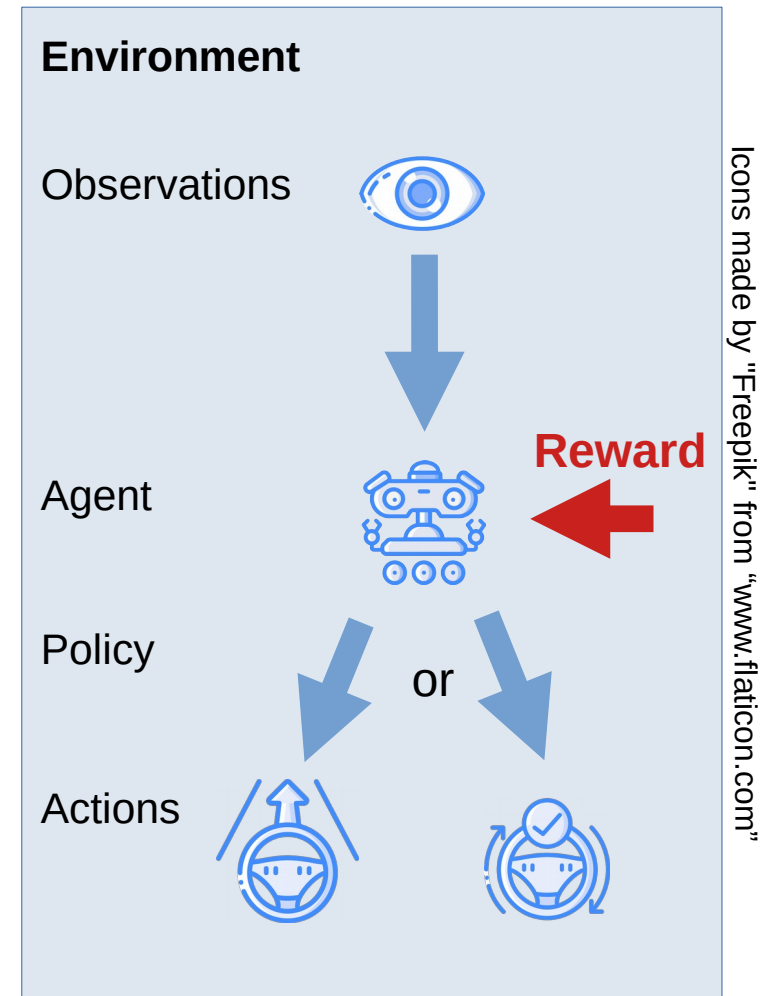 Environment
Observations
Reward
Agent
Policy
or
Actions
Icons made by "Freepik" from “www.flaticon.com”